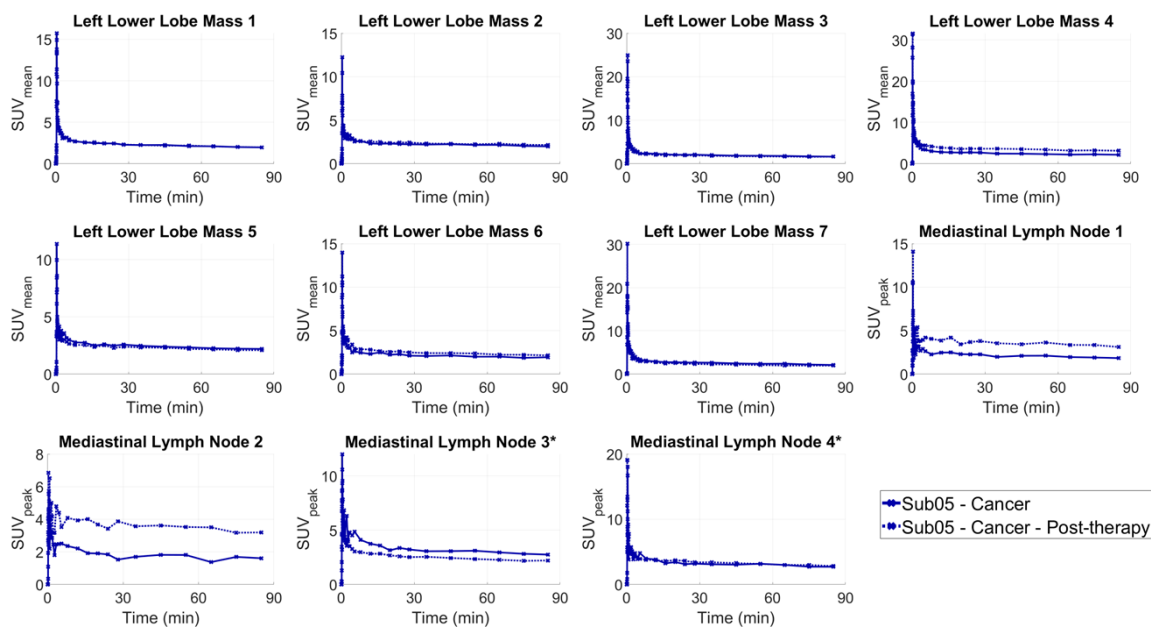 Left Lower Lobe Mass 1
SUVmean
15
10
5
0
0 30 60 90
Time (min)
Left Lower Lobe Mass 2
SUVmean
15
10
5
0
0 30 60 90
Time (min)
Left Lower Lobe Mass 3
SUVmean
30
20
10
0
0 30 60 90
Time (min)
Left Lower Lobe Mass 4
SUVmean
30
20
10
0
0 30 60 90
Time (min)
Left Lower Lobe Mass 5
SUVmean
10
5
0
0 30 60 90
Time (min)
Left Lower Lobe Mass 6
SUVmean
15
10
5
0
0 30 60 90
Time (min)
Left Lower Lobe Mass 7
SUVmean
30
20
10
0
0 30 60 90
Time (min)
Mediastinal Lymph Node 1
SUVpeak
15
10
5
0
0 30 60 90
Time (min)
Mediastinal Lymph Node 2
SUVpeak
8
6
4
2
0
0 30 60 90
Time (min)
Mediastinal Lymph Node 3*
SUVpeak
10
5
0
0 30 60 90
Time (min)
Mediastinal Lymph Node 4*
SUVpeak
20
10
0
0 30 60 90
Time (min)
Sub05 - Cancer
Sub05 - Cancer - Post-therapy